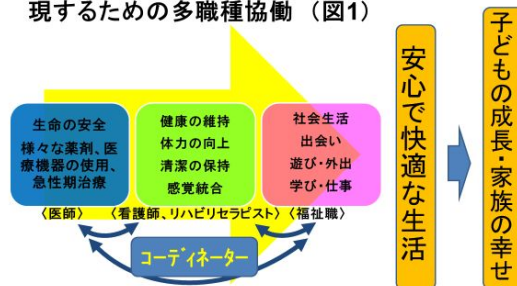 現するための多職種協働 （図1）
生命の安全
様々な薬剤、医
療機器の使用、
急性期治療
健康の維持
体力の向上
清潔の保持
感覚統合
社会生活
出会い
遊び・外出
学び・仕事
〈医師〉 〈看護師、リハビリセラピスト〉 〈福祉職〉
コーディネーター
安心で快適な生活
子どもの成長・家族の幸せ